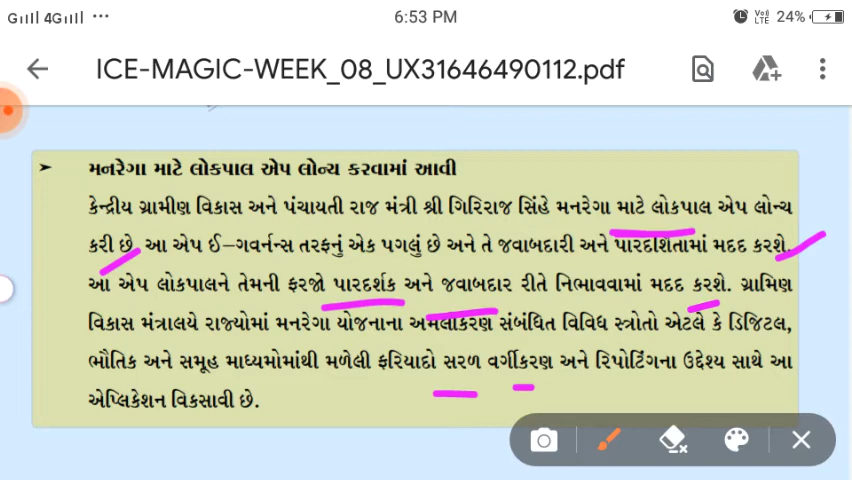 4G
6:53 PM
Vo) LTE 24%
ICE-MAGIC-WEEK_08_UX31646490112.pdf
➤ મનરેગા માટે લોકપાલ એપ લોન્ચ કરવામાં આવી
કેન્દ્રીય ગ્રામીણ વિકાસ અને પંચાયતી રાજ મંત્રી શ્રી ગિરિરાજ સિંહે મનરેગા માટે લોકપાલ એપ લોન્ચ
કરી છે. આ એપ ઈ-ગવર્નન્સ તરફનું એક પગલું છે અને તે જવાબદારી અને પારદર્શિતામાં મદદ કરશે.
આ એપ લોકપાલને તેમની ફરજો પારદર્શક અને જવાબદાર રીતે નિભાવવામાં મદદ કરશે. ગ્રામિણ
વિકાસ મંત્રાલયે રાજ્યોમાં મનરેગા યોજનાના અમલીકરણ સંબંધિત વિવિધ સ્ત્રોતો એટલે કે ડિજિટલ,
ભૌતિક અને સમૂહ માધ્યમોમાંથી મળેલી ફરિયાદો સરળ વર્ગીકરણ અને રિપોર્ટિંગના ઉદ્દેશ્ય સાથે આ
એપ્લિકેશન વિકસાવી છે.